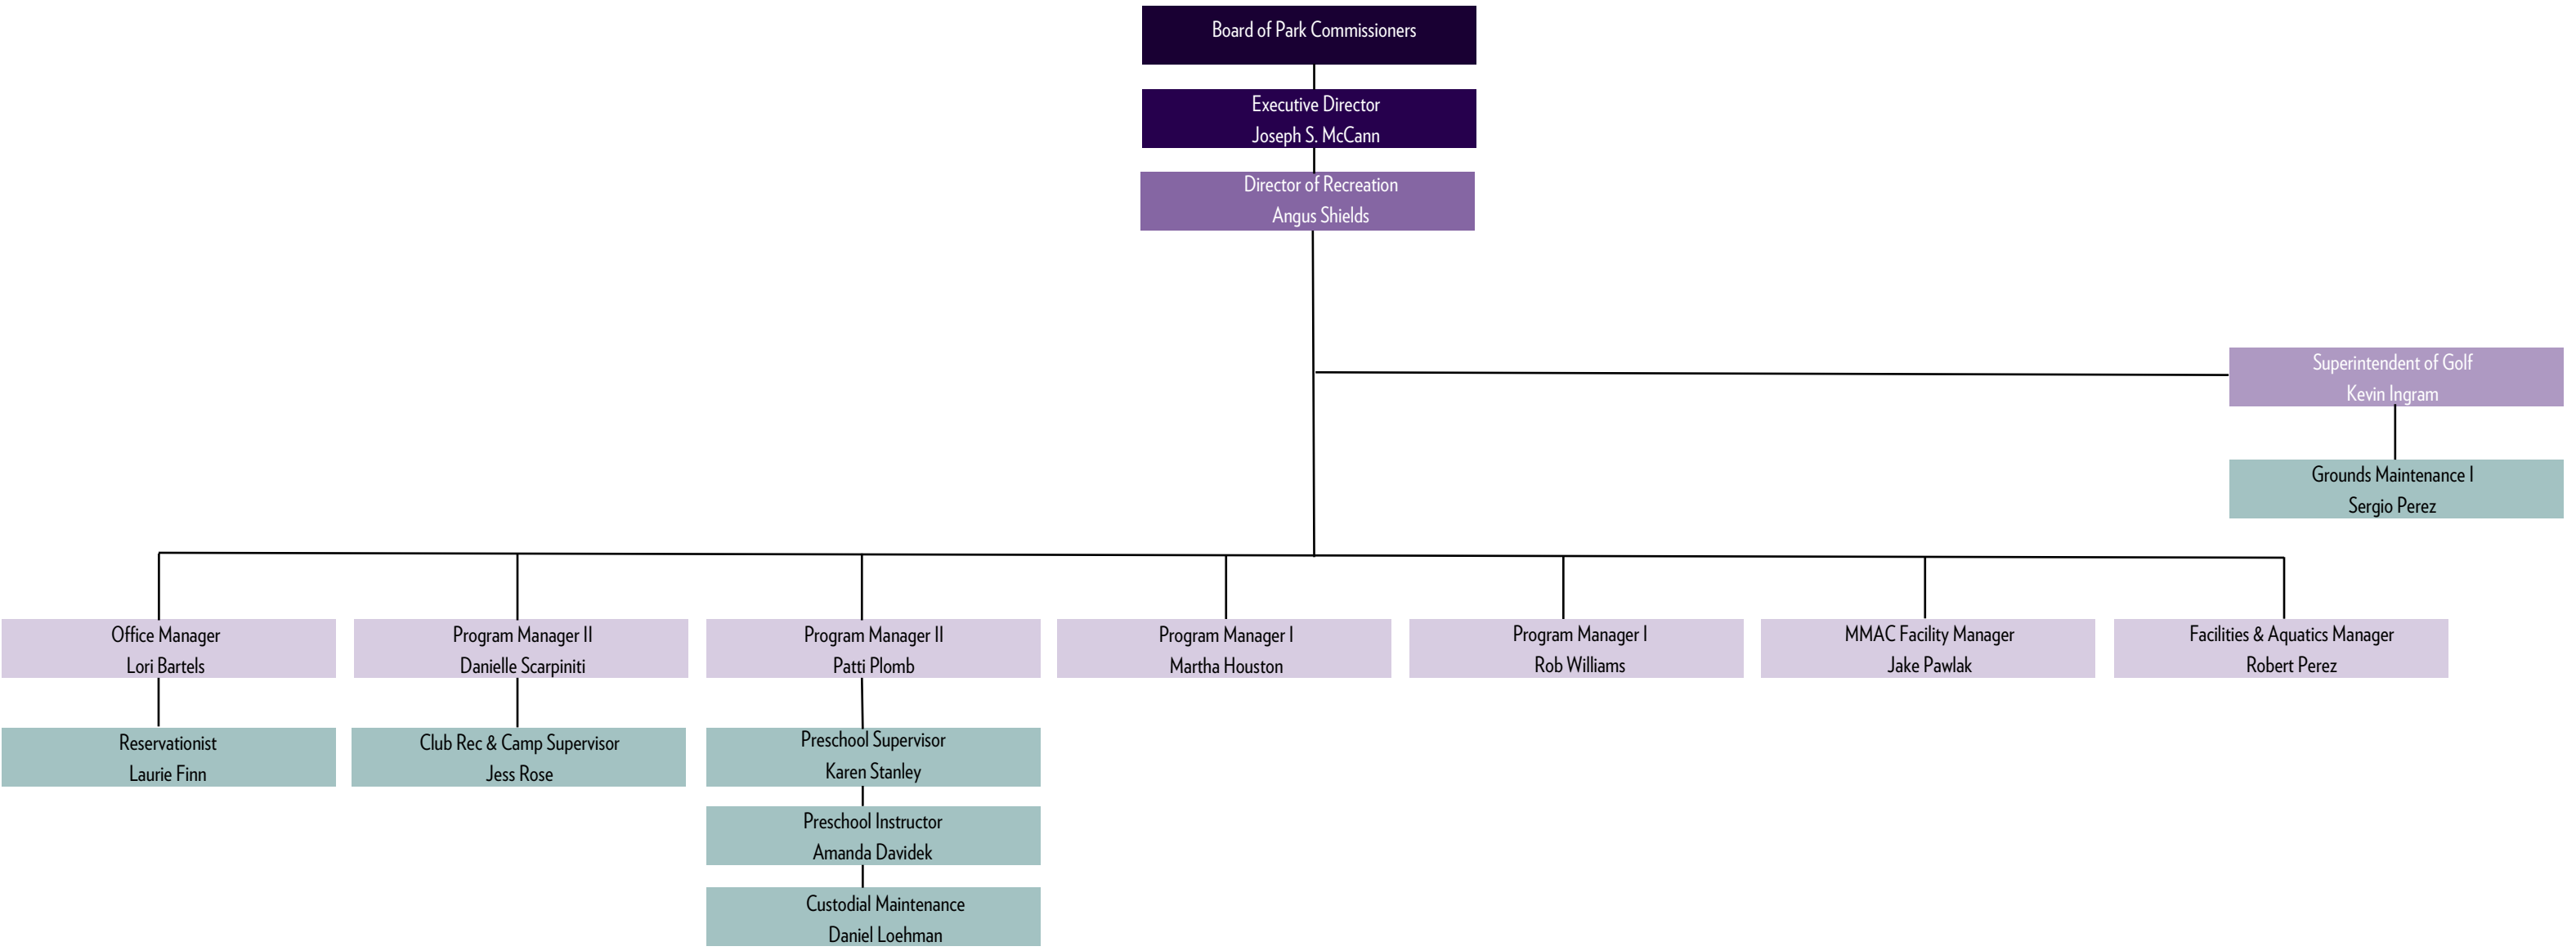 Board of Park Commissioners
Executive Director
Joseph S. McCann
Director of Recreation
Angus Shields
Superintendent of Golf
Kevin Ingram
Grounds Maintenance I
Sergio Perez
Office Manager
Lori Bartels
Program Manager II
Danielle Scarpiniti
Program Manager II
Patti Plomb
Program Manager I
Martha Houston
Program Manager I
Rob Williams
MMAC Facility Manager
Jake Pawlak
Facilities & Aquatics Manager
Robert Perez
Reservationist
Laurie Finn
Club Rec & Camp Supervisor
Jess Rose
Preschool Supervisor
Karen Stanley
Preschool Instructor
Amanda Davidek
Custodial Maintenance
Daniel Loehman